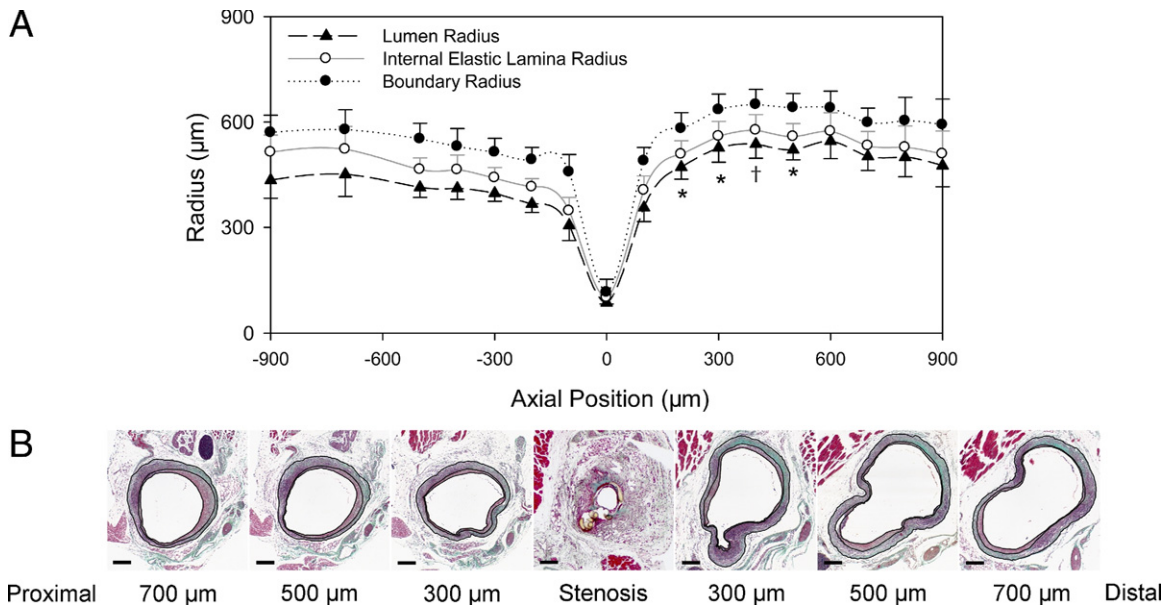 A
900
600
300
0
Radius (µm)
Lumen Radius
Internal Elastic Lamina Radius
Boundary Radius
* * † *
-900 -600 -300 0 300 600 900
Axial Position (µm)
B
Proximal 700 µm 500 µm 300 µm Stenosis 300 µm 500 µm 700 µm Distal